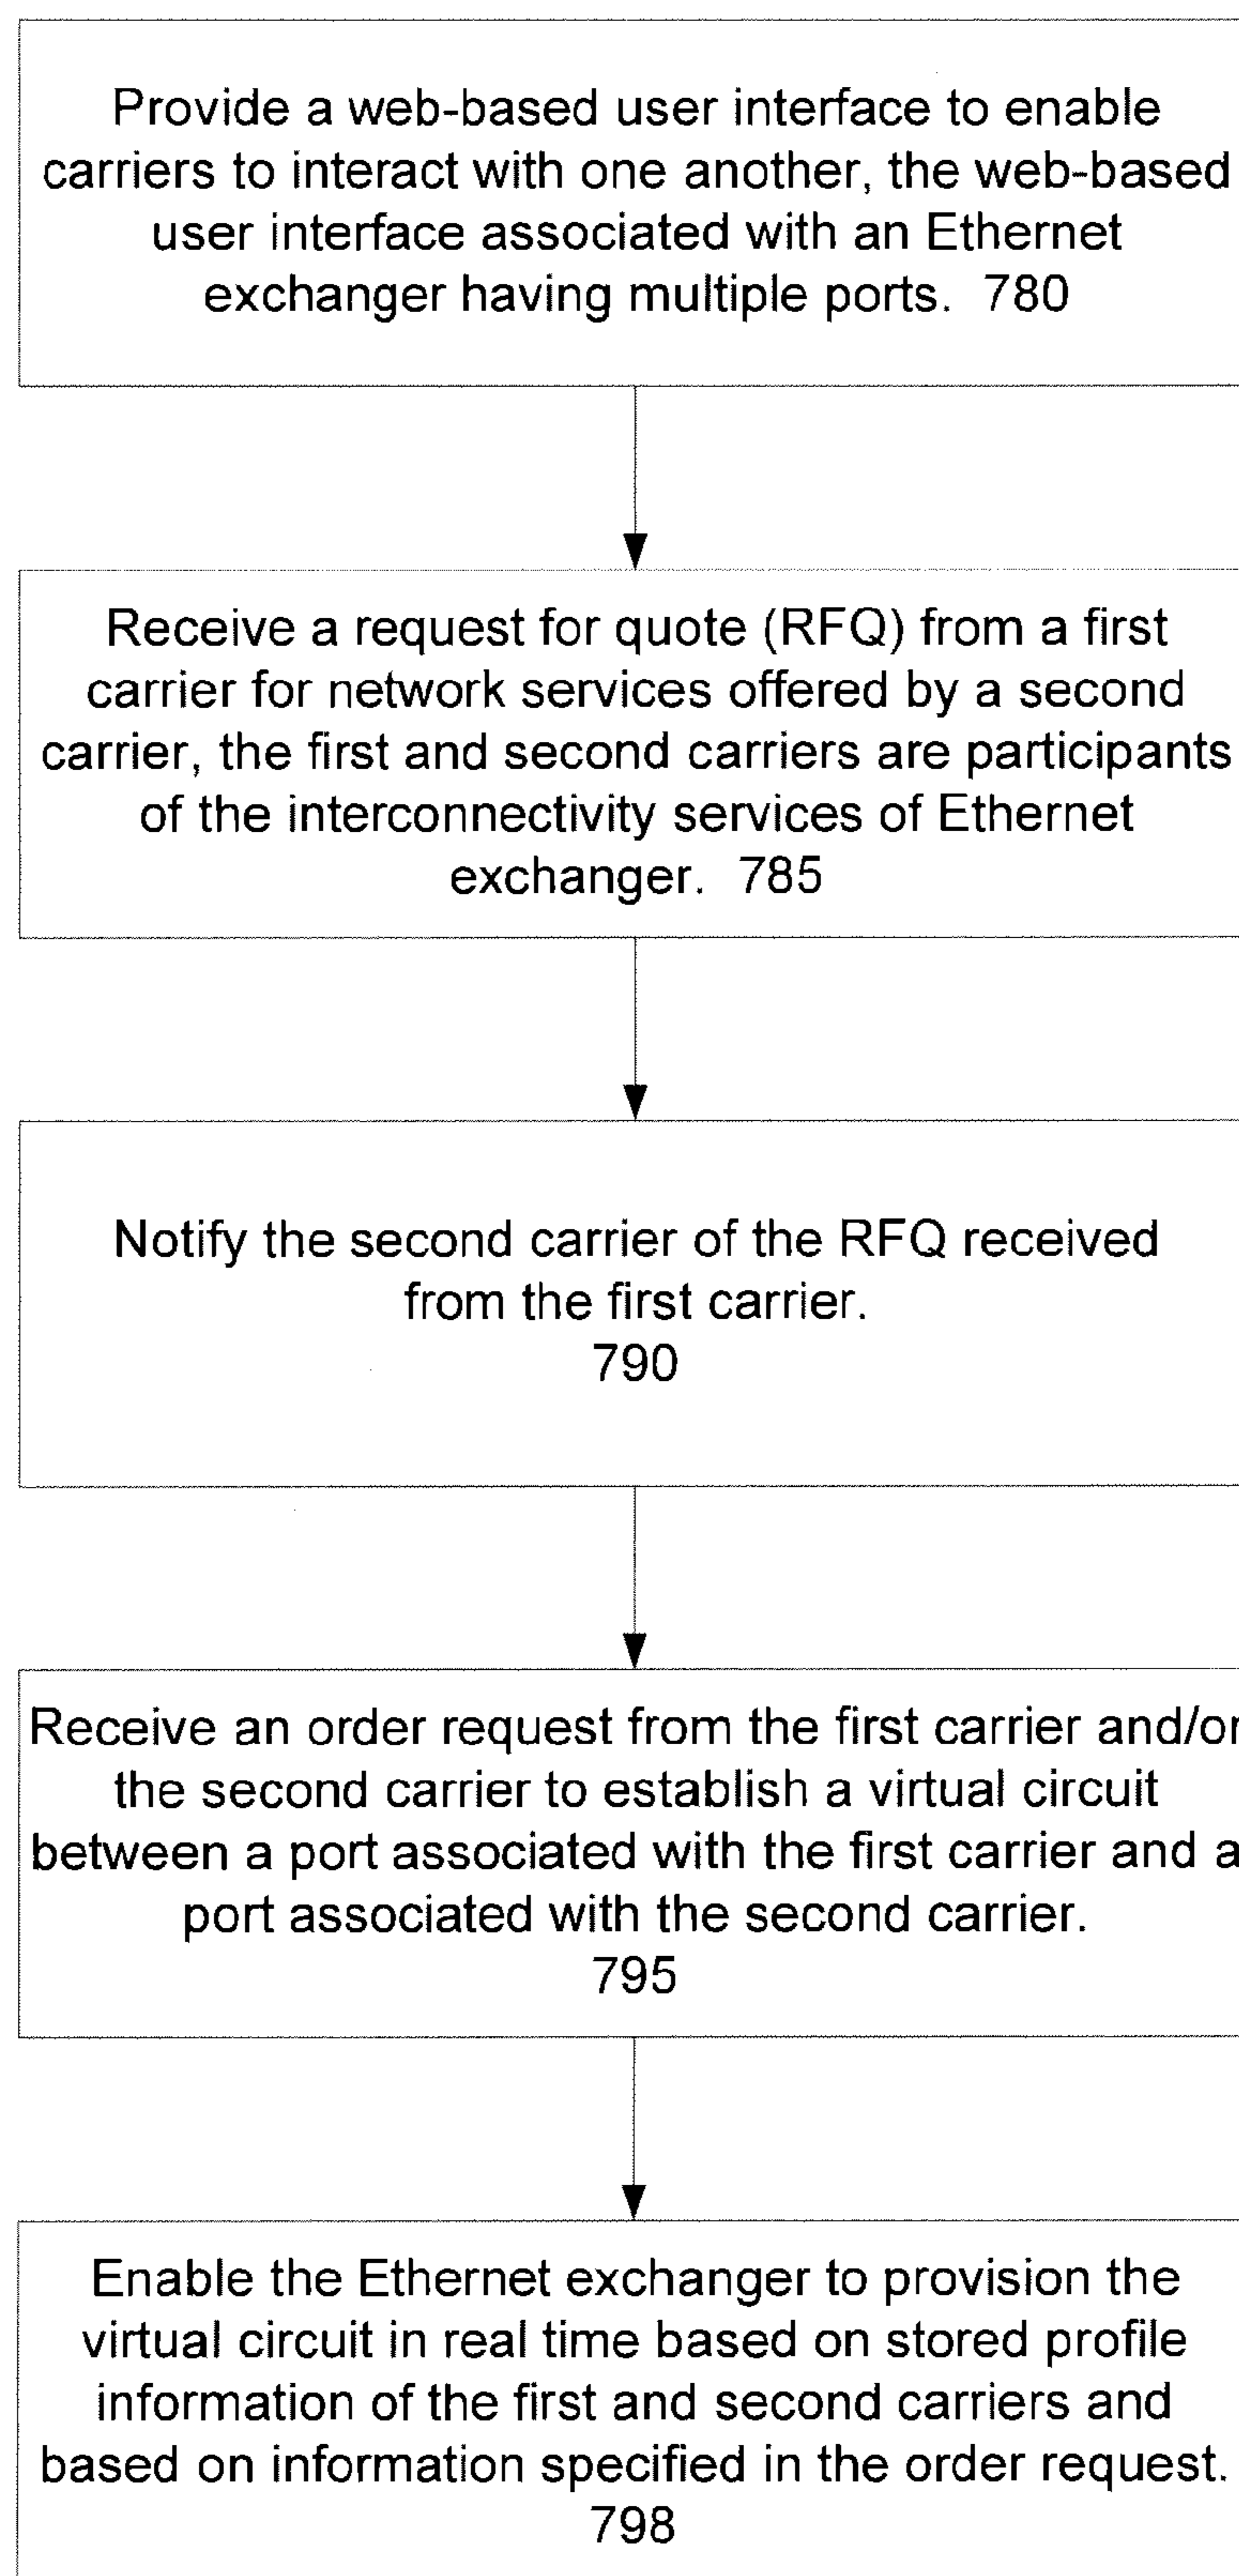 Provide a web-based user interface to enable
carriers to interact with one another, the web-based
user interface associated with an Ethernet
exchanger having multiple ports. 780
Receive a request for quote (RFQ) from a first
carrier for network services offered by a second
carrier, the first and second carriers are participants
of the interconnectivity services of Ethernet
exchanger. 785
Notify the second carrier of the RFQ received
from the first carrier.
790
Receive an order request from the first carrier and/or
the second carrier to establish a virtual circuit
between a port associated with the first carrier and a
port associated with the second carrier.
795
Enable the Ethernet exchanger to provision the
virtual circuit in real time based on stored profile
information of the first and second carriers and
based on information specified in the order request.
798